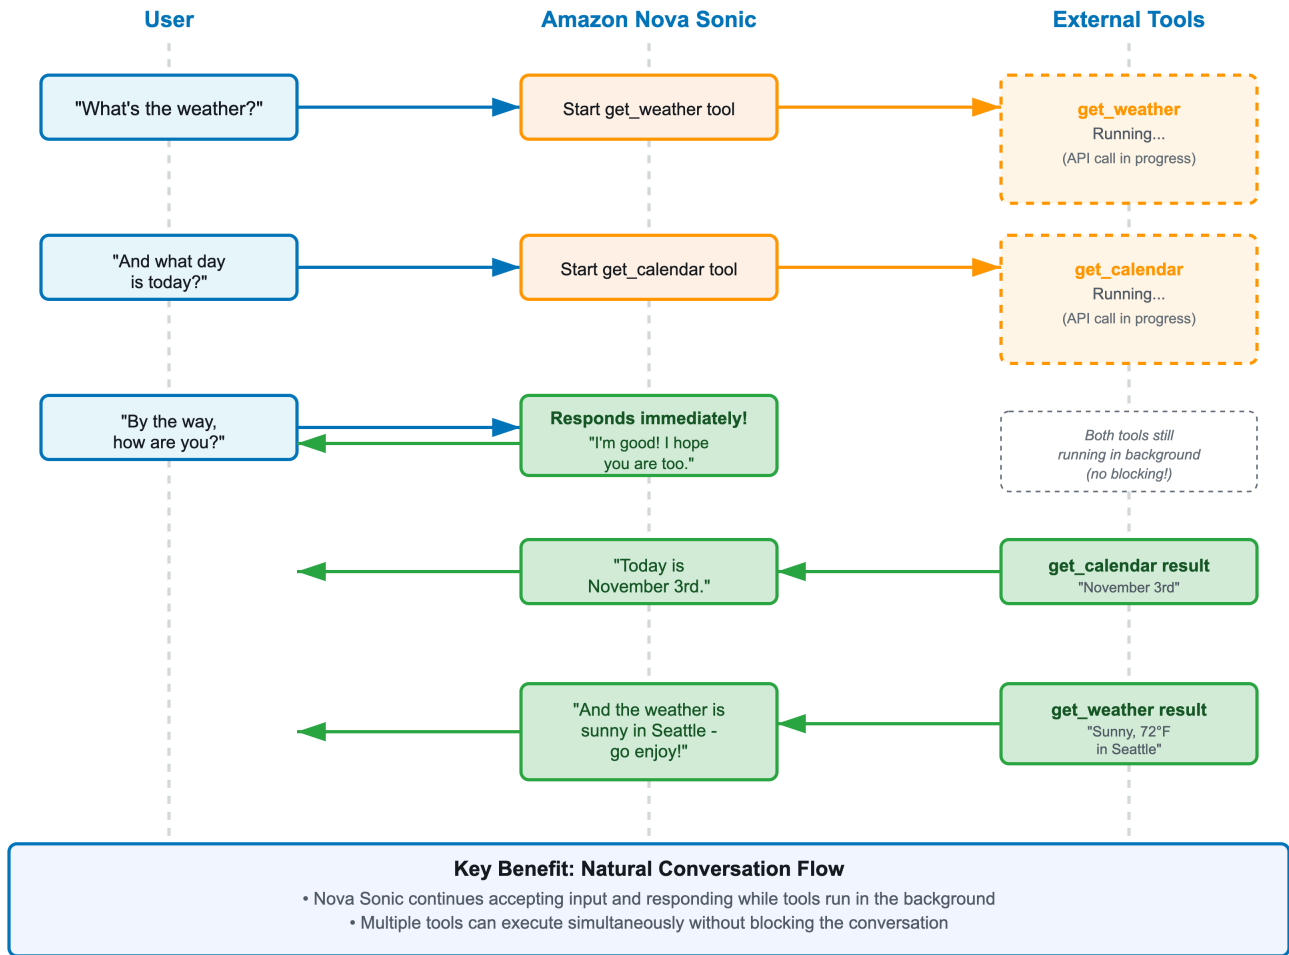 User
Amazon Nova Sonic
External Tools
"What's the weather?"
Start get_weather tool
get_weather
Running...
(API call in progress)
"And what day
is today?"
Start get_calendar tool
get_calendar
Running...
(API call in progress)
"By the way,
how are you?"
Responds immediately!
"I'm good! I hope
you are too."
Both tools still
running in background
(no blocking!)
"Today is
November 3rd."
get_calendar result
"November 3rd"
"And the weather is
sunny in Seattle -
go enjoy!"
get_weather result
"Sunny, 72°F
in Seattle"
Key Benefit: Natural Conversation Flow
• Nova Sonic continues accepting input and responding while tools run in the background
• Multiple tools can execute simultaneously without blocking the conversation